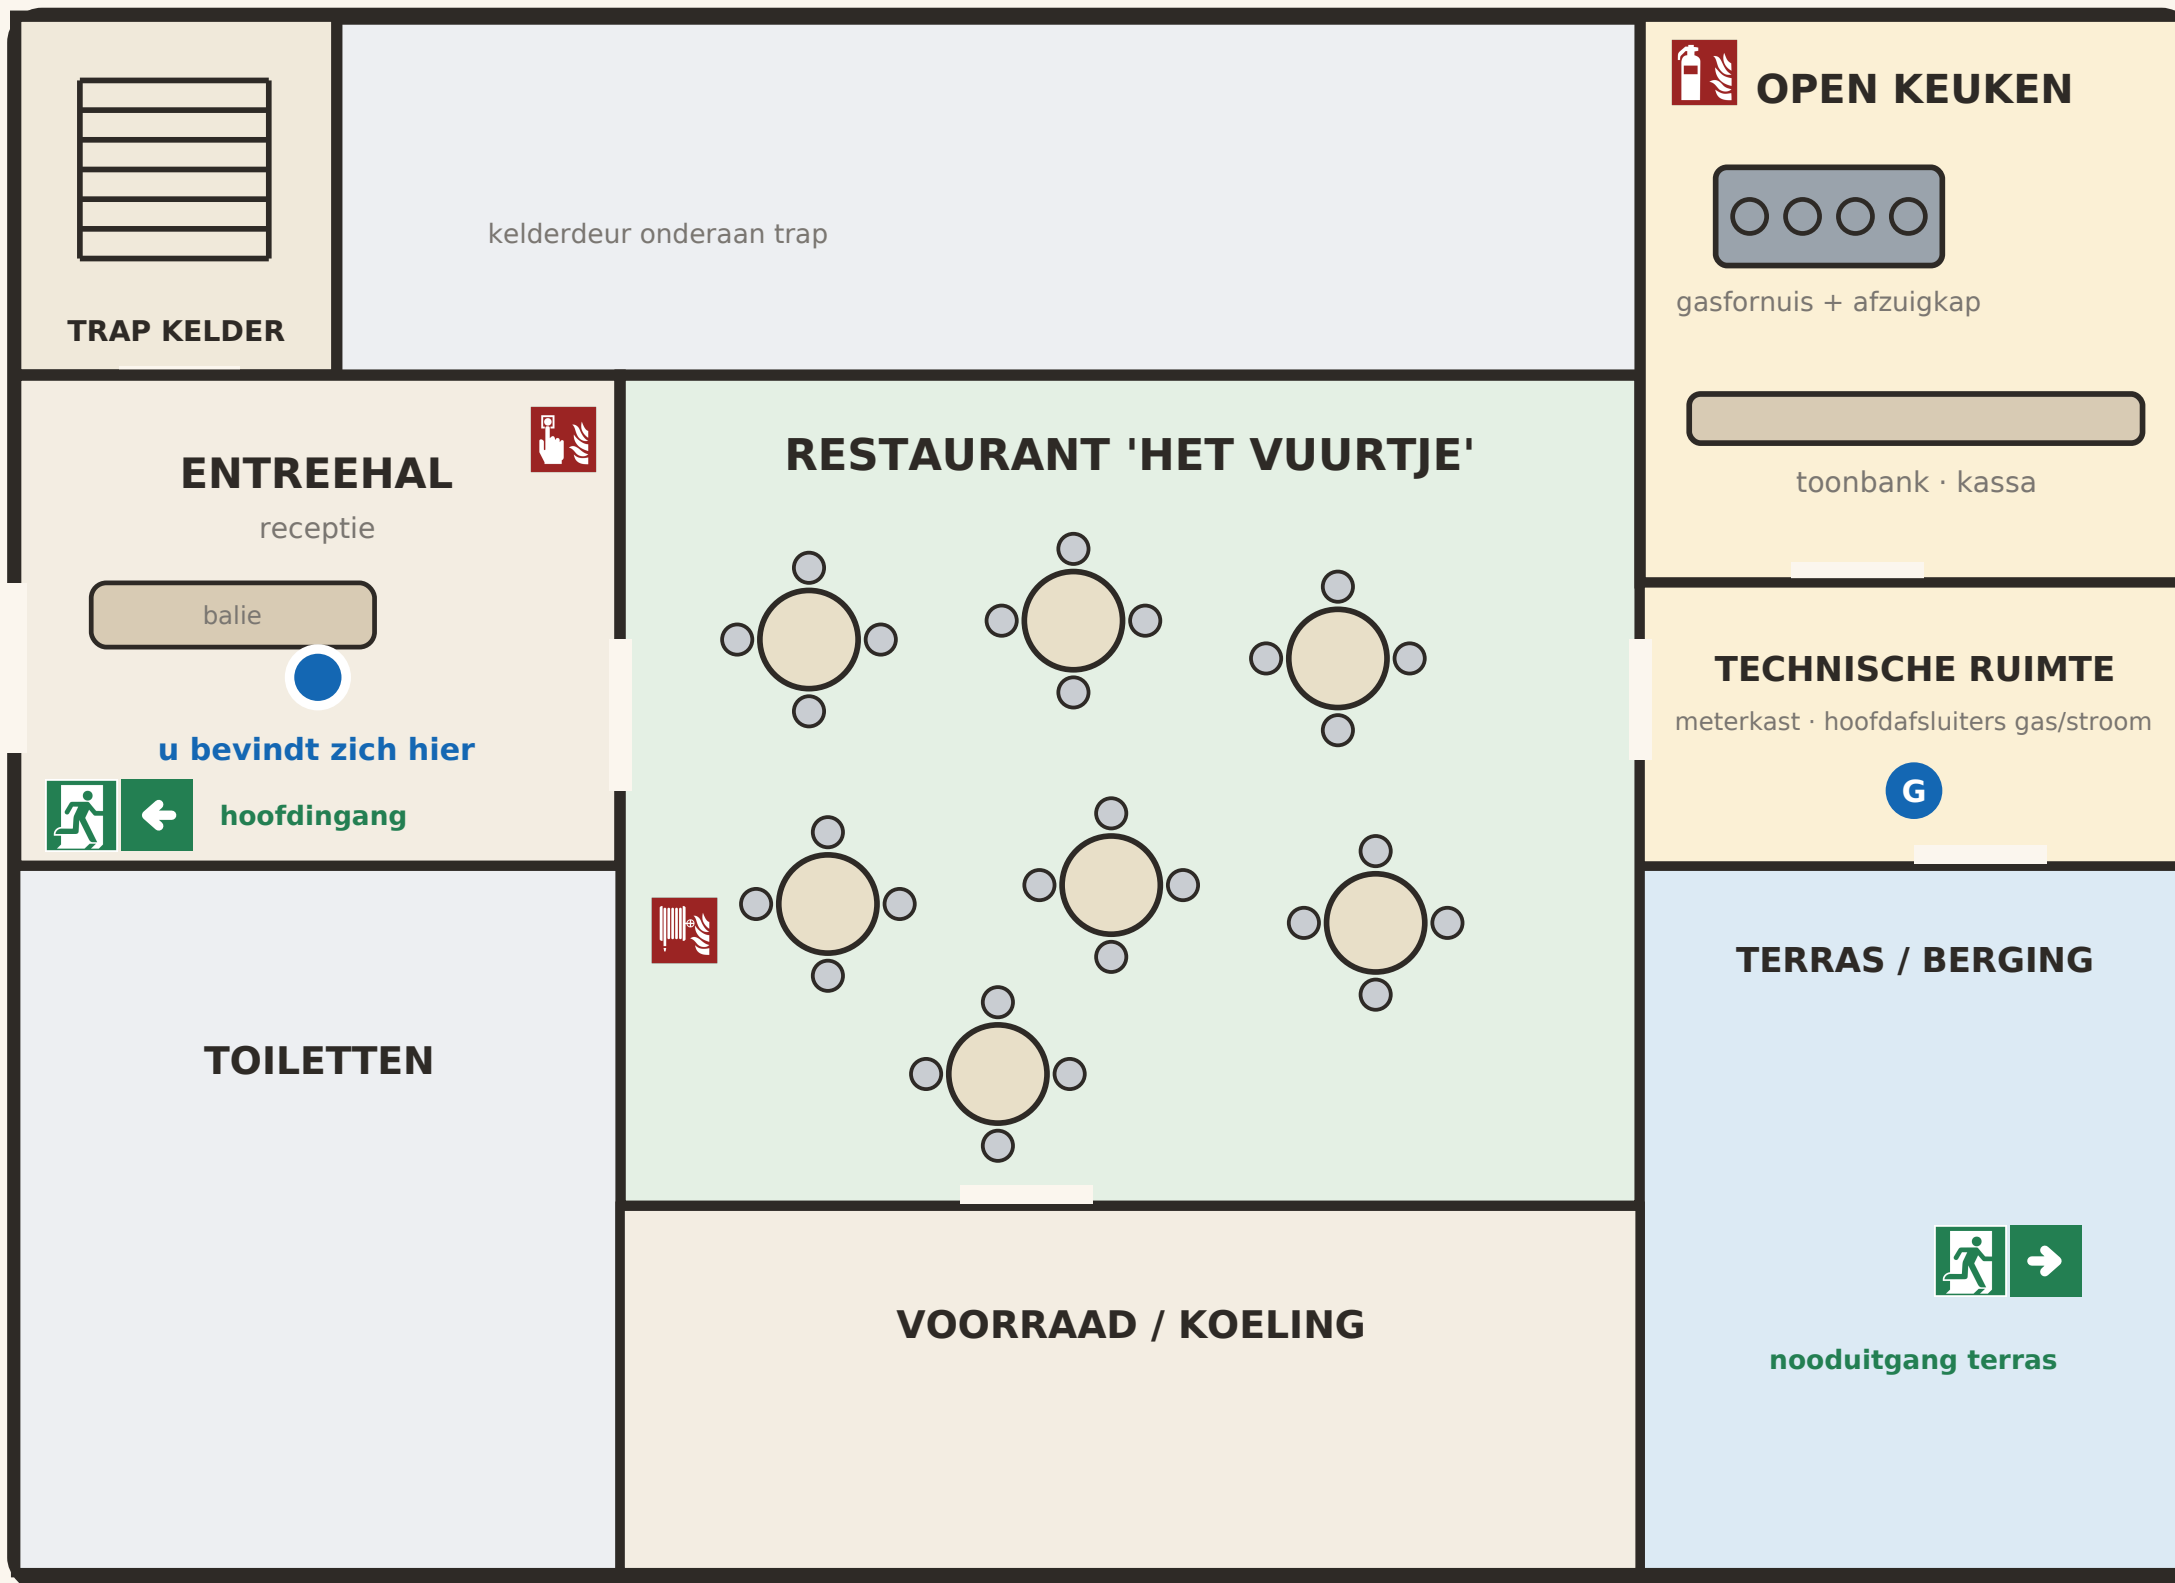 OPEN KEUKEN
kelderdeur onderaan trap
gasfornuis + afzuigkap
TRAP KELDER
RESTAURANT 'HET VUURTJE'
ENTREEHAL
toonbank · kassa
receptie
balie
TECHNISCHE RUIMTE
meterkast · hoofdafsluiters gas/stroom
u bevindt zich hier
G
hoofdingang
TERRAS / BERGING
TOILETTEN
VOORRAAD / KOELING
nooduitgang terras